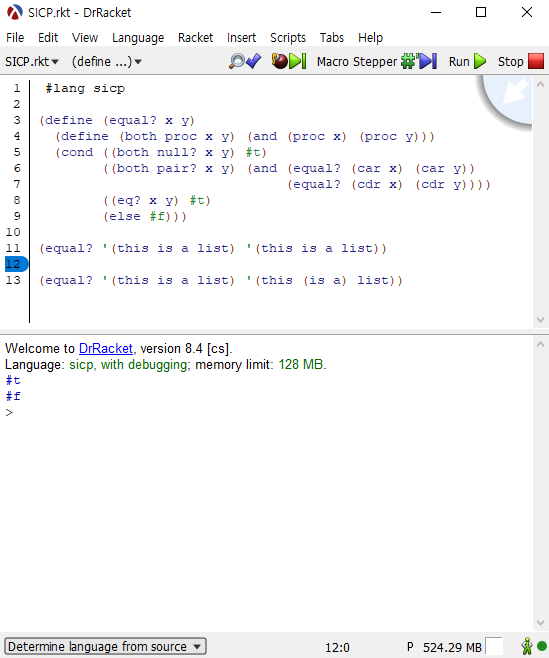 SICP.rkt - DrRacket
File Edit View Language Racket Insert Scripts Tabs Help
SICP.rkt (define ...) Macro Stepper Run Stop
1 #lang sicp
2
3 (define (equal? x y)
4 (define (both proc x y) (and (proc x) (proc y)))
5 (cond ((both null? x y) #t)
6 ((both pair? x y) (and (equal? (car x) (car y))
7 (equal? (cdr x) (cdr y))))
8 ((eq? x y) #t)
9 (else #f)))
10
11 (equal? '(this is a list) '(this is a list))
12
13 (equal? '(this is a list) '(this (is a) list))
Welcome to DrRacket, version 8.4 [cs].
Language: sicp, with debugging; memory limit: 128 MB.
#t
#f
>
Determine language from source 12:0 P 524.29 MB